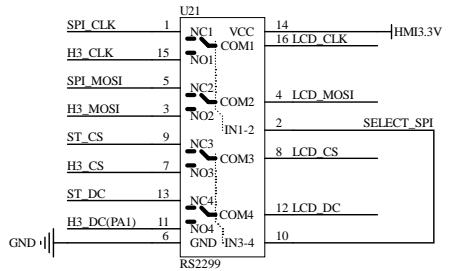 U21
SPI_CLK 1 NC1 VCC 14 HMI3.3V
COM1 16 LCD_CLK
H3_CLK 15 NO1
SPI_MOSI 5 NC2 COM2 4 LCD_MOSI
H3_MOSI 3 NO2 IN1-2 2 SELECT_SPI
ST_CS 9 NC3 COM3 8 LCD_CS
H3_CS 7 NO3
ST_DC 13 NC4 COM4 12 LCD_DC
H3_DC(PA1) 11 NO4
GND 6 GND IN3-4 10
RS2299